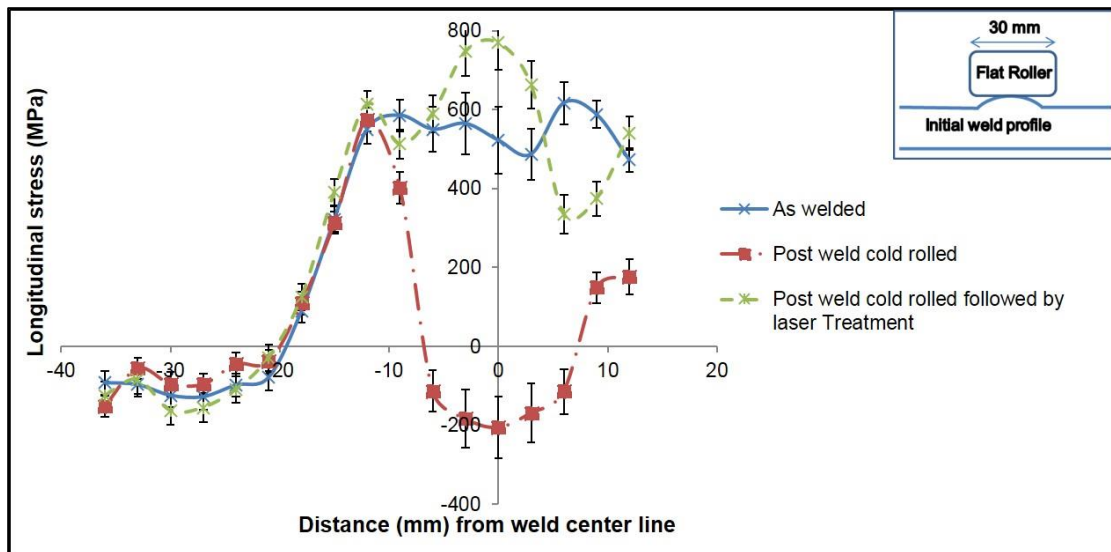 800
600
400
200
0
-200
-400
-40
-30
-20
-10
0
10
20
Longitudinal stress (MPa)
Distance (mm) from weld center line
30 mm
Flat Roller
Initial weld profile
As welded
Post weld cold rolled
Post weld cold rolled followed by
laser Treatment